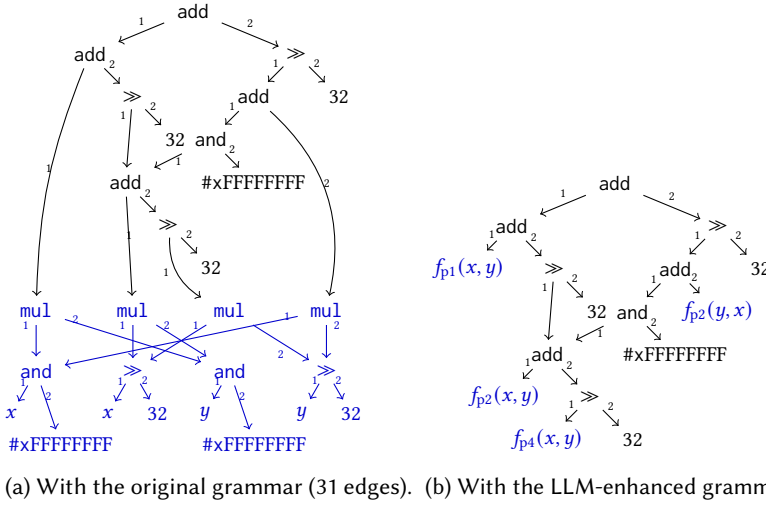 add
1 2
add ≫
2 1 2
≫ add 32
1 2 1
32 and
1 2
1 add #xFFFFFFFF 2
2
≫ add
1 2 1 2
1 32 add ≫
1 2 1 2
f_p1(x, y) ≫ add 32
mul mul mul mul 1 2 1 2
1 2 1 2 1 1 2 32 and f_p2(y, x)
2 1 2
and ≫ and ≫ add #xFFFFFFFF
1 2 1 2 1 2 1 2 1 2
x x 32 y y 32 f_p2(x, y) ≫
1 2
#xFFFFFFFF #xFFFFFFFF f_p4(x, y) 32
(a) With the original grammar (31 edges). (b) With the LLM-enhanced gramm